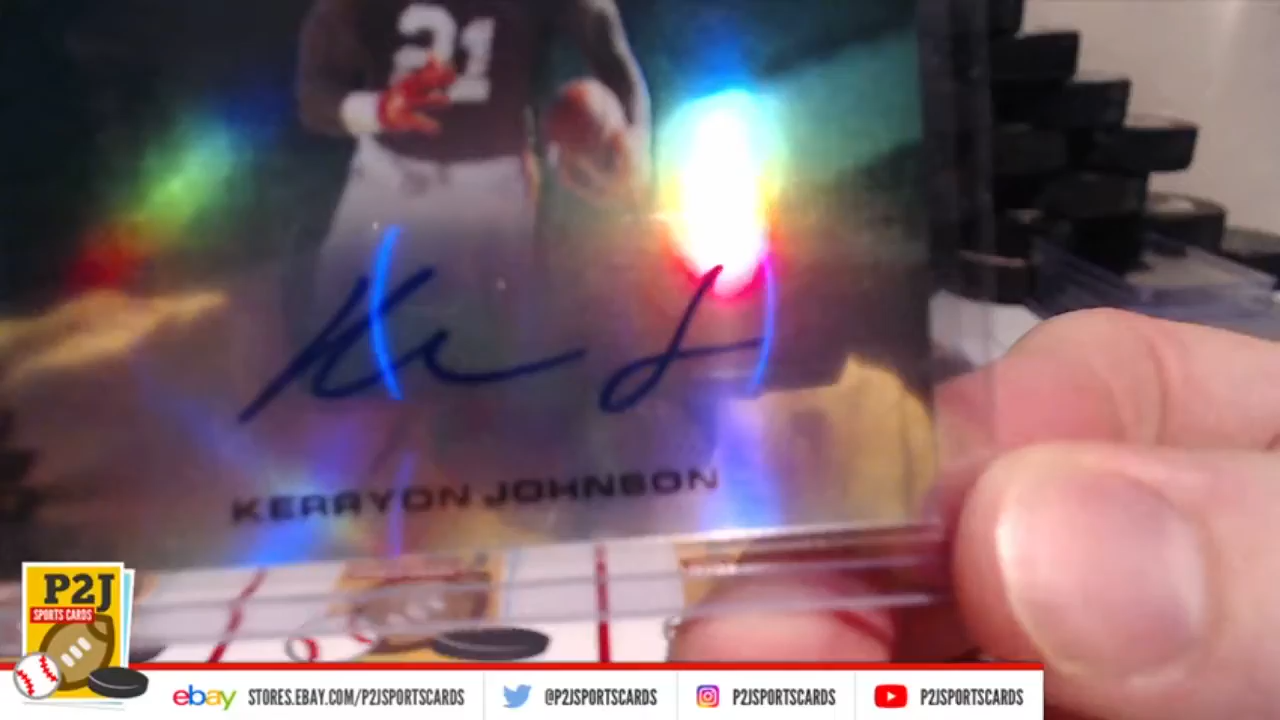 21
KERRYON JOHNSON
P2J
SPORTS CARDS
ebay STORES.EBAY.COM/P2JSPORTSCARDS @P2JSPORTSCARDS P2JSPORTSCARDS P2JSPORTSCARDS